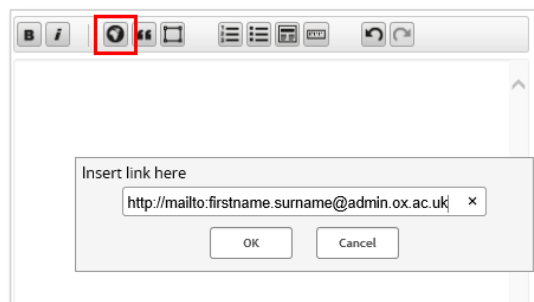 B i
Insert link here
http://mailto:firstname.surname@admin.ox.ac.uk ×
OK Cancel